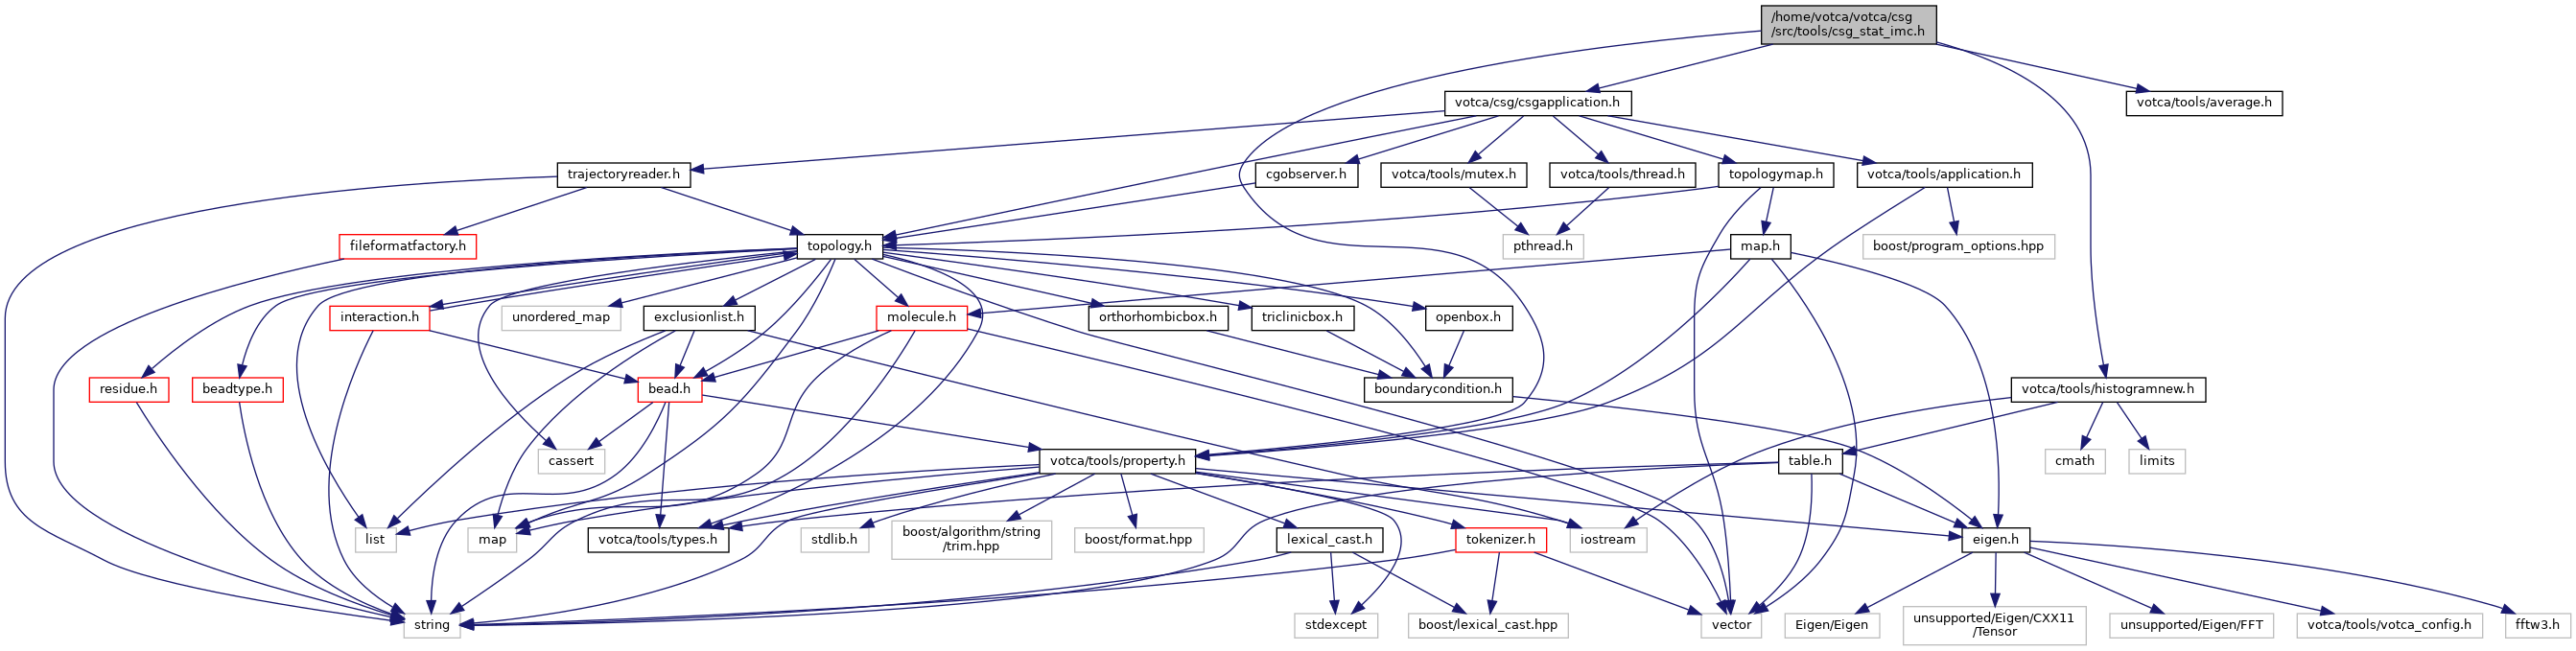 /home/votca/votca/csg
/src/tools/csg_stat_imc.h
votca/csg/csgapplication.h
votca/tools/average.h
trajectoryreader.h
cgobserver.h
votca/tools/mutex.h
votca/tools/thread.h
topologymap.h
votca/tools/application.h
fileformatfactory.h
topology.h
pthread.h
map.h
boost/program_options.hpp
interaction.h
unordered_map
exclusionlist.h
molecule.h
orthorhombicbox.h
triclinicbox.h
openbox.h
residue.h
beadtype.h
bead.h
boundarycondition.h
votca/tools/histogramnew.h
cassert
votca/tools/property.h
table.h
cmath
limits
list
map
votca/tools/types.h
stdlib.h
boost/algorithm/string
/trim.hpp
boost/format.hpp
lexical_cast.h
tokenizer.h
iostream
eigen.h
string
stdexcept
boost/lexical_cast.hpp
vector
Eigen/Eigen
unsupported/Eigen/CXX11
/Tensor
unsupported/Eigen/FFT
votca/tools/votca_config.h
fftw3.h